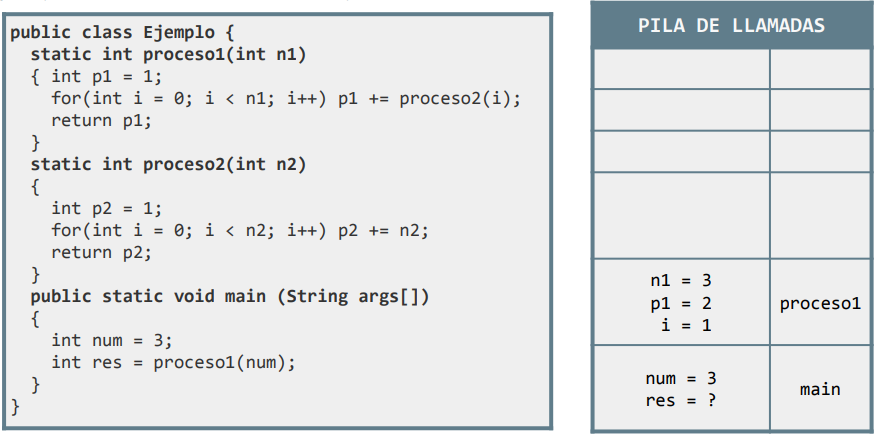 public class Ejemplo {
static int proceso1(int n1)
{ int p1 = 1;
for(int i = 0; i < n1; i++) p1 += proceso2(i);
return p1;
}
static int proceso2(int n2)
{
int p2 = 1;
for(int i = 0; i < n2; i++) p2 += n2;
return p2;
}
public static void main (String args[])
{
int num = 3;
int res = proceso1(num);
}
}
PILA DE LLAMADAS
n1 = 3
p1 = 2
i = 1
proceso1
num = 3
res = ?
main